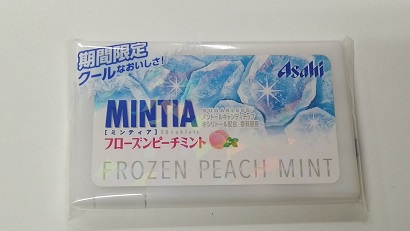 期間限定
クールなおいしさ!
Asahi
MINTIA
[ミンティア]
フローズンピーチミント
FROZEN PEACH MINT